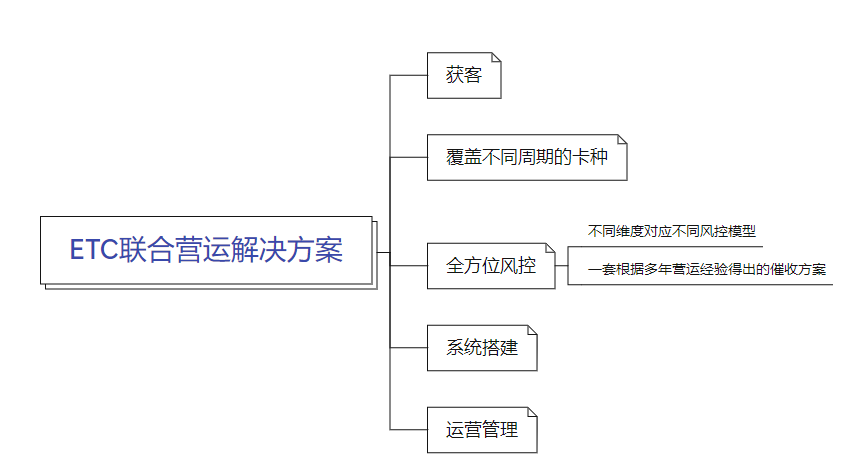 获客
覆盖不同周期的卡种
ETC联合营运解决方案
全方位风控
不同维度对应不同风控模型
一套根据多年营运经验得出的催收方案
系统搭建
运营管理